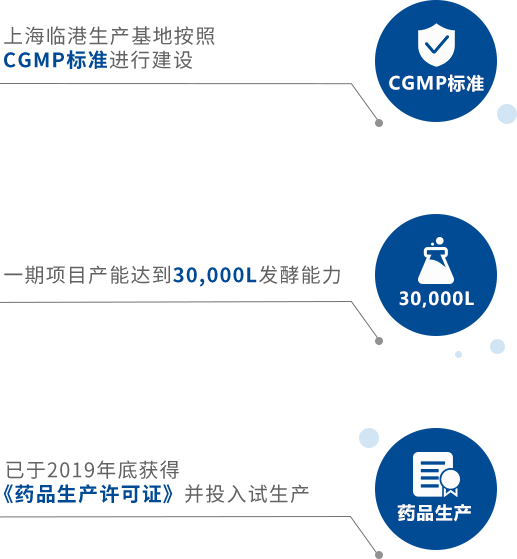 上海临港生产基地按照
CGMP标准进行建设
CGMP标准
一期项目产能达到30,000L发酵能力
30,000L
已于2019年底获得
《药品生产许可证》并投入试生产
药品生产